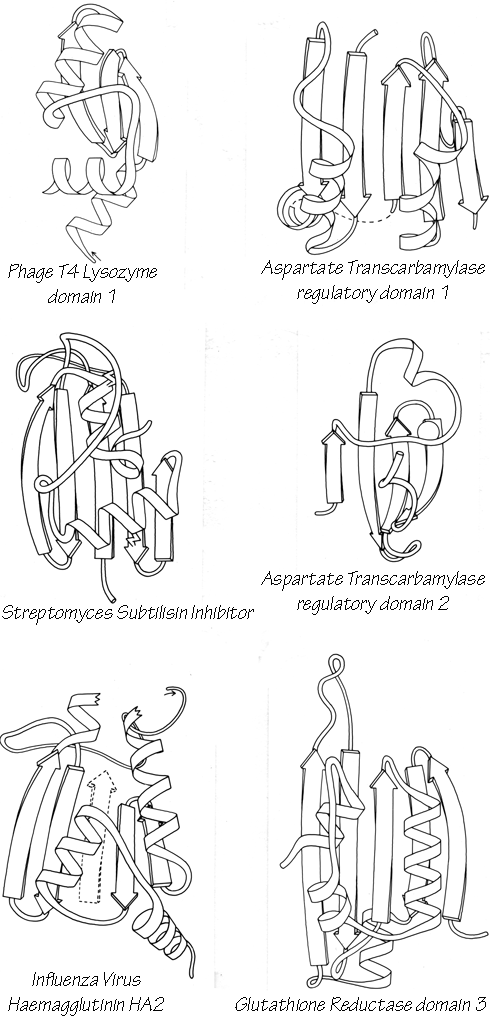 Phage T4 Lysozyme
domain 1
Aspartate Transcarbamylase
regulatory domain 1
Streptomyces Subtilisin Inhibitor
Aspartate Transcarbamylase
regulatory domain 2
Influenza Virus
Haemagglutinin HA2
Glutathione Reductase domain 3